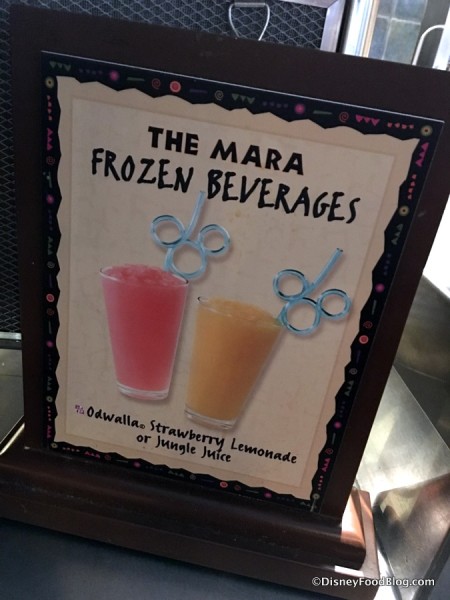 THE MARA
FROZEN BEVERAGES
Odwalla® Strawberry Lemonade
or Jungle Juice
©DisneyFoodBlog.com